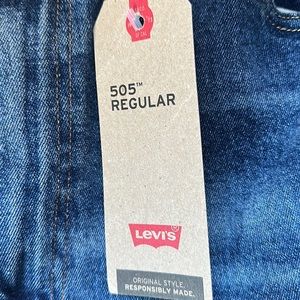 505™
REGULAR
Levi's
ORIGINAL STYLE.
RESPONSIBLY MADE.